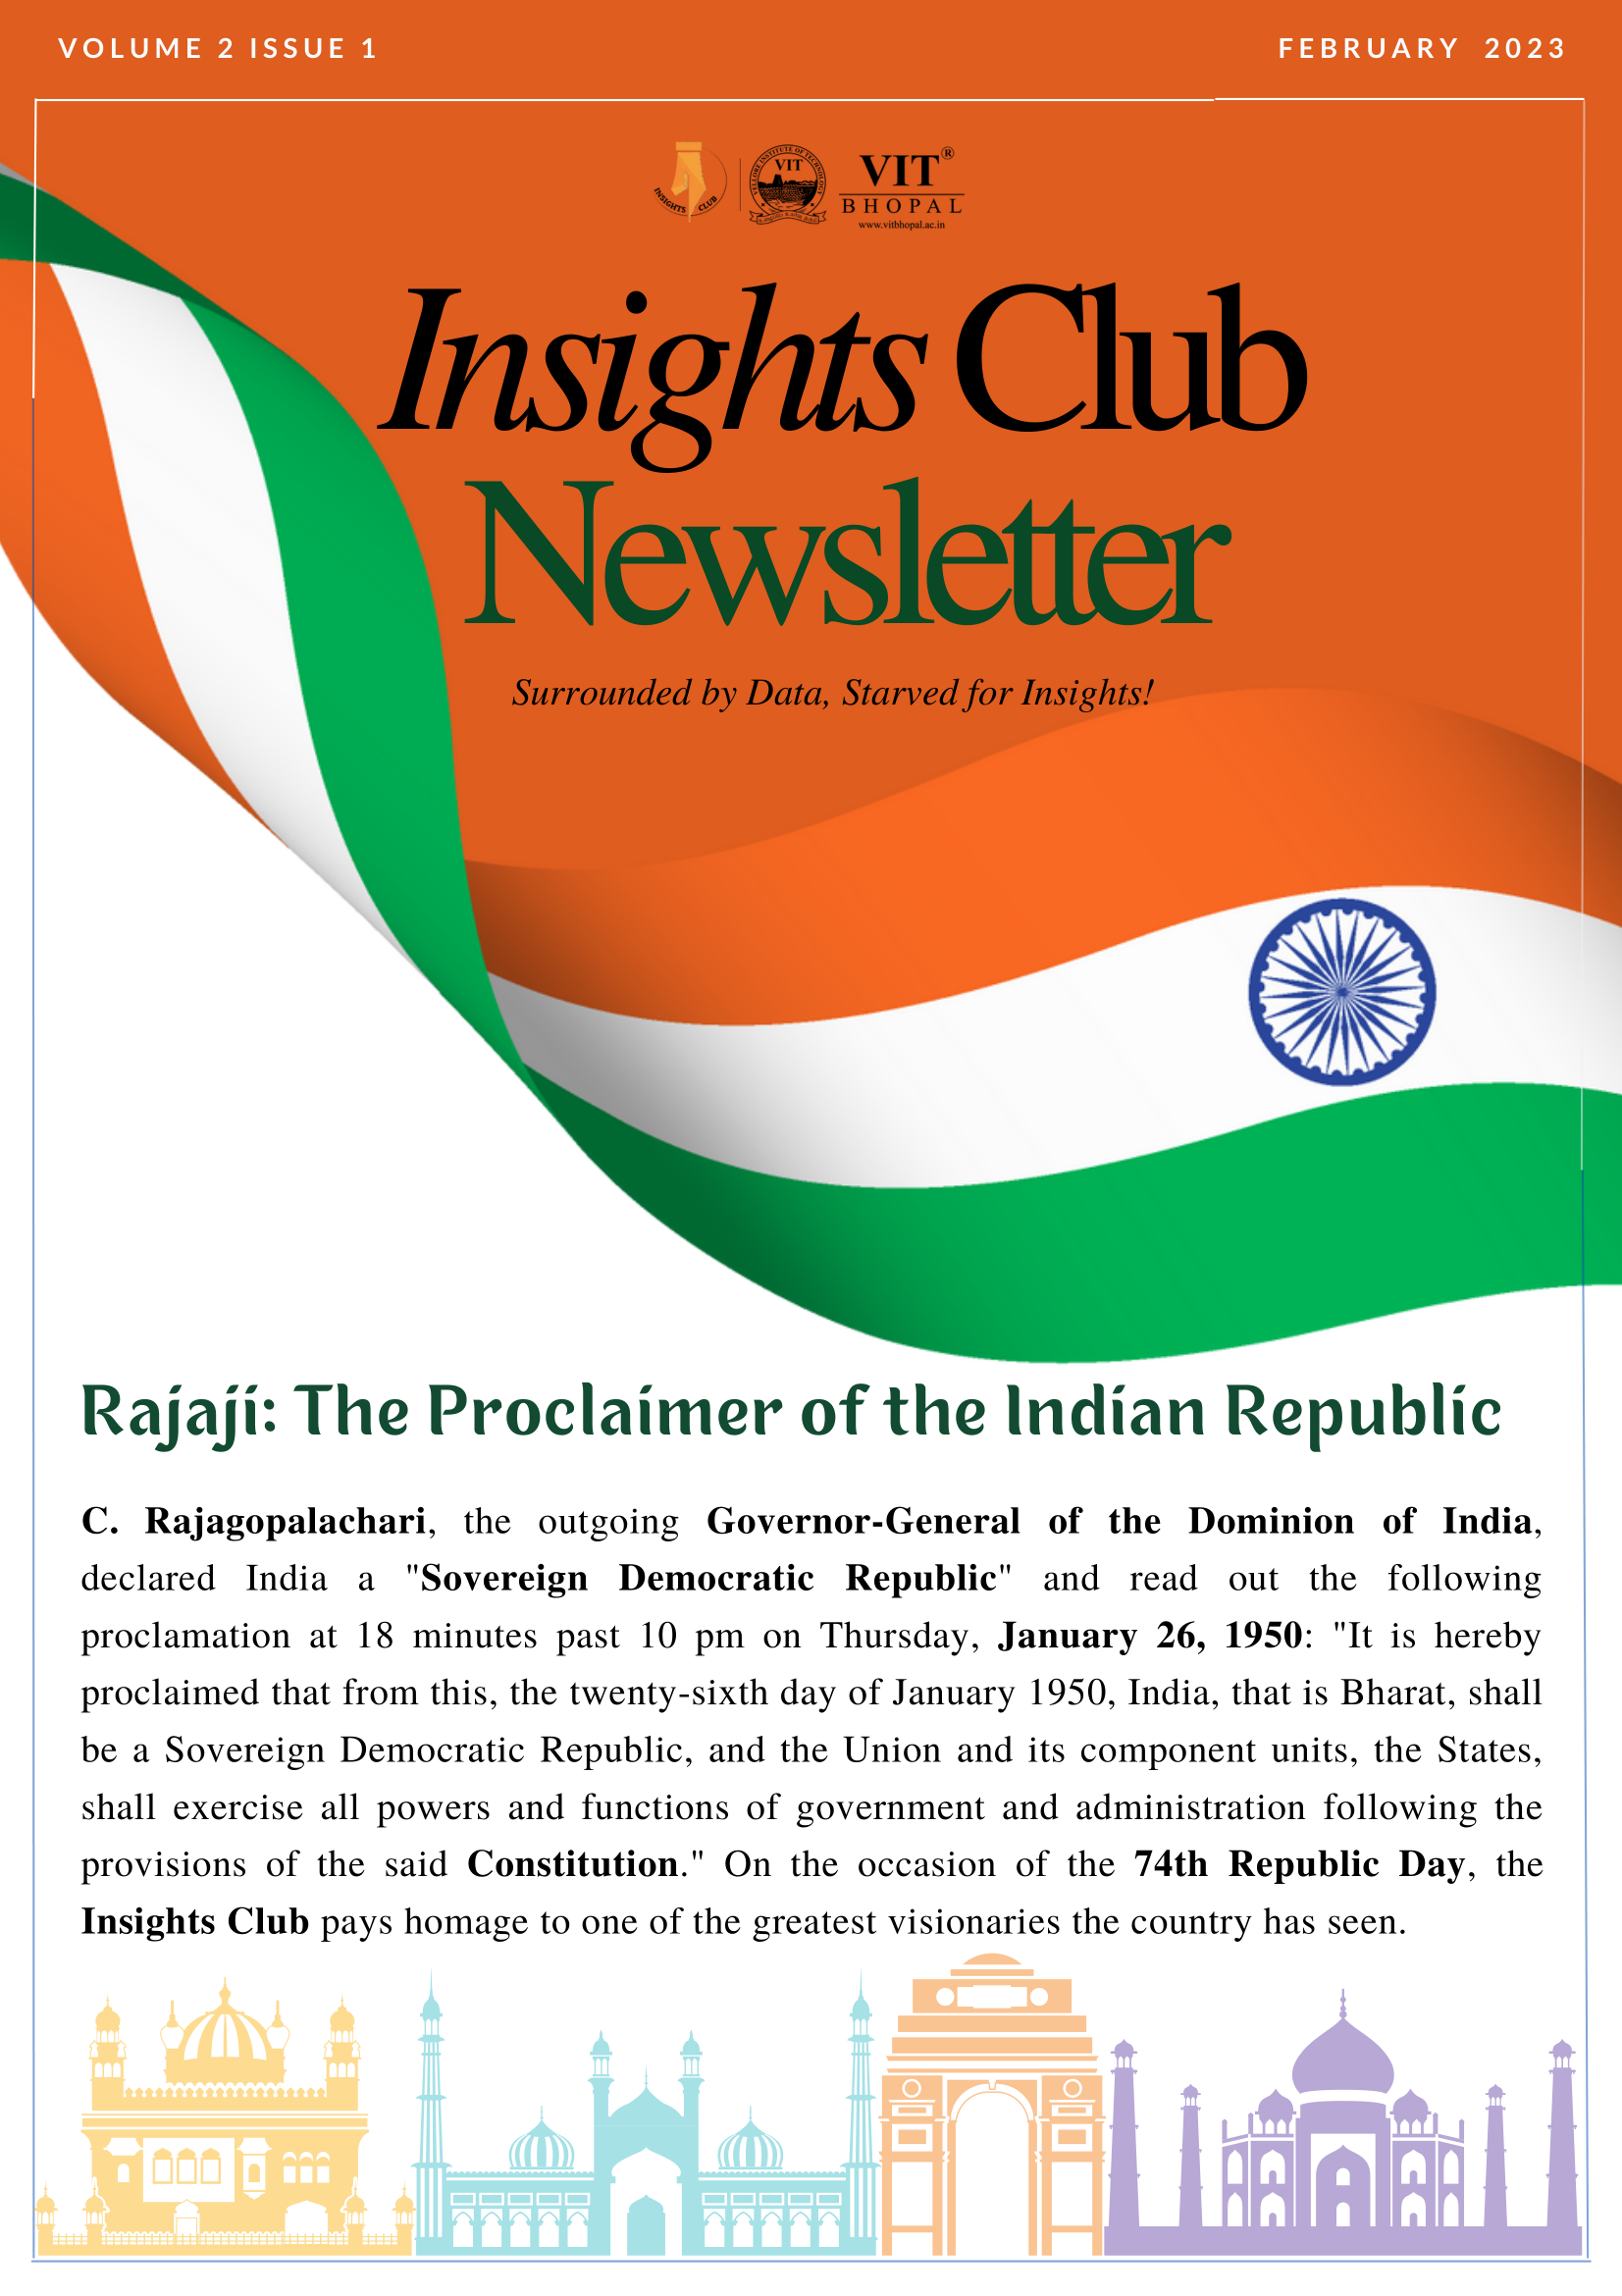 VOLUME 2 ISSUE 1
FEBRUARY 2023
INSIGHTS CLUB
VELLORE INSTITUTE OF TECHNOLOGY
VIT
VIT®
BHOPAL
www.vitbhopal.ac.in
Insights Club
Newsletter
Surrounded by Data, Starved for Insights!
Rajaji: The Proclaimer of the Indian Republic
C. Rajagopalachari, the outgoing Governor-General of the Dominion of India,
declared India a "Sovereign Democratic Republic" and read out the following
proclamation at 18 minutes past 10 pm on Thursday, January 26, 1950: "It is hereby
proclaimed that from this, the twenty-sixth day of January 1950, India, that is Bharat, shall
be a Sovereign Democratic Republic, and the Union and its component units, the States,
shall exercise all powers and functions of government and administration following the
provisions of the said Constitution." On the occasion of the 74th Republic Day, the
Insights Club pays homage to one of the greatest visionaries the country has seen.